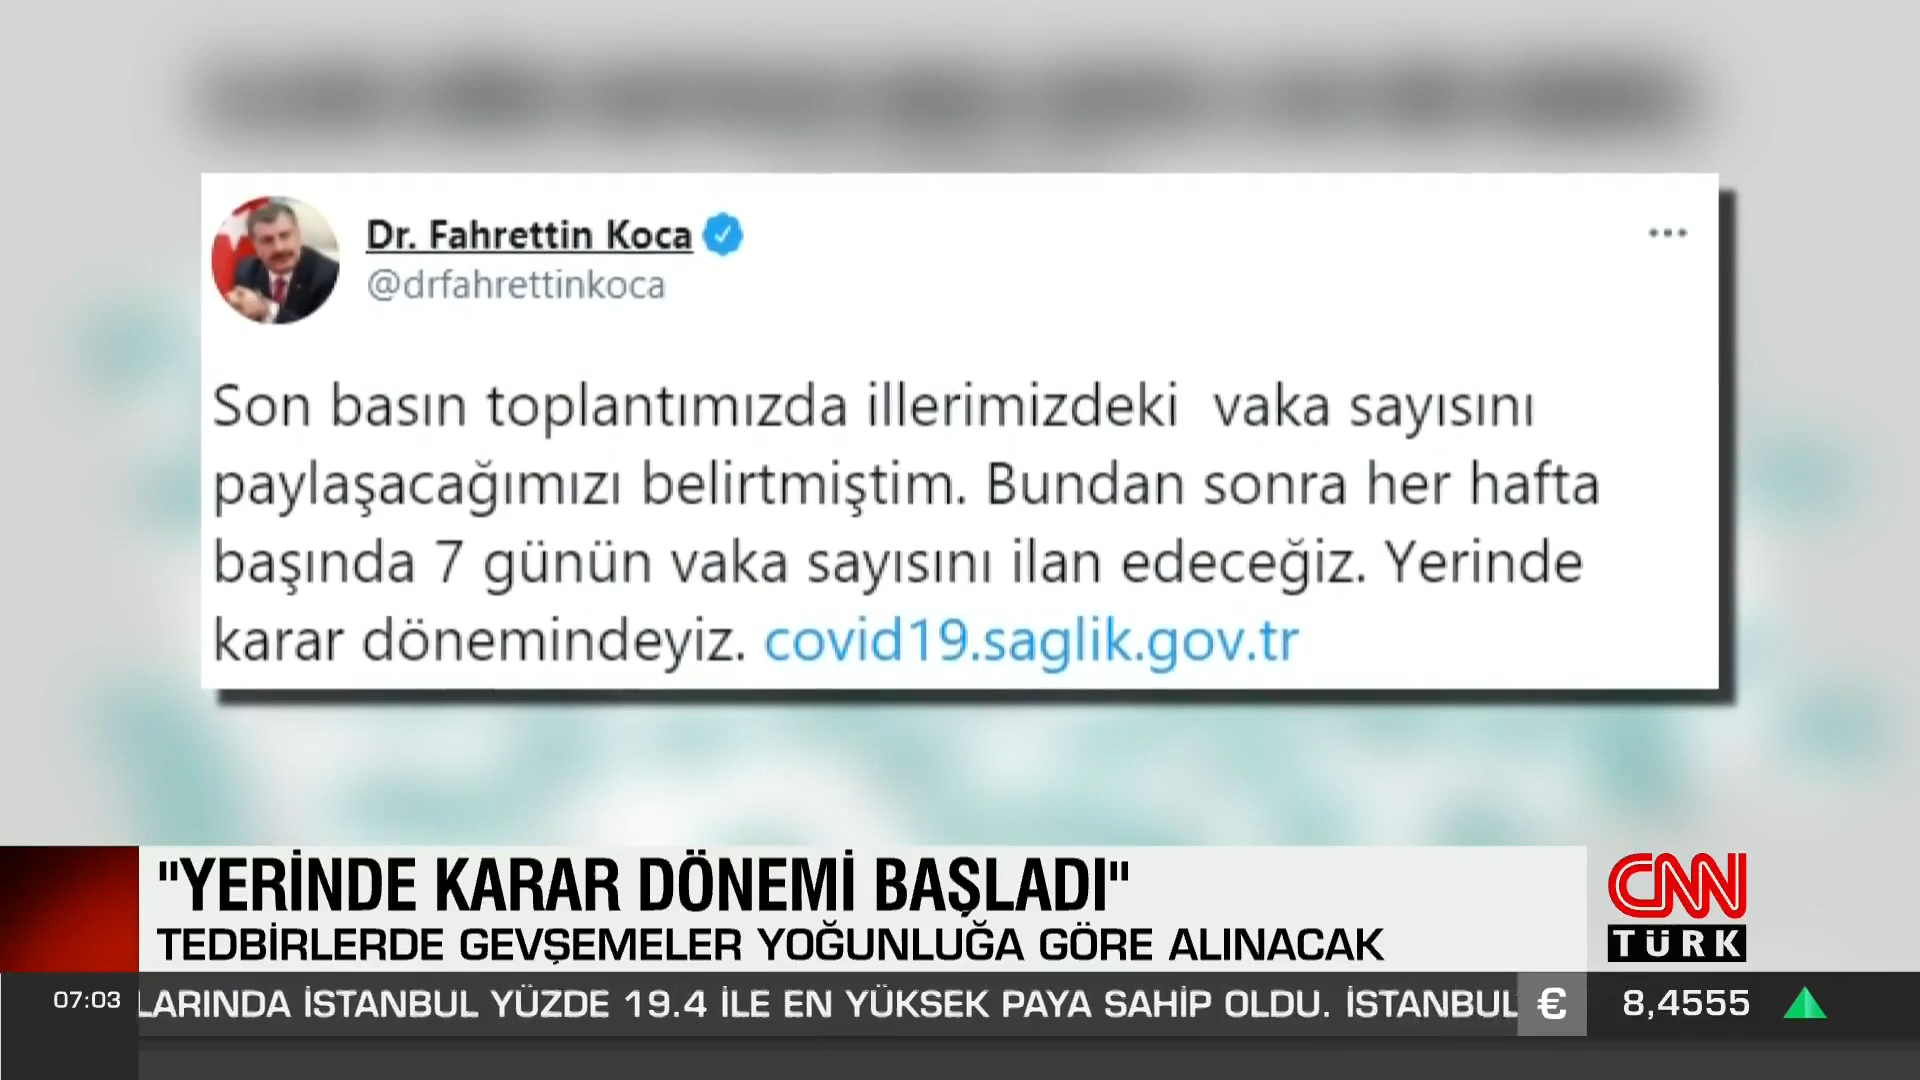 Dr. Fahrettin Koca
@drfahrettinkoca
Son basın toplantımızda illerimizdeki vaka sayısını
paylaşacağımızı belirtmiştim. Bundan sonra her hafta
başında 7 günün vaka sayısını ilan edeceğiz. Yerinde
karar dönemindeyiz. covid19.saglik.gov.tr
"YERİNDE KARAR DÖNEMİ BAŞLADI"
TEDBİRLERDE GEVŞEMELER YOĞUNLUĞA GÖRE ALINACAK
CNN
TÜRK
07:03 LARINDA İSTANBUL YÜZDE 19.4 İLE EN YÜKSEK PAYA SAHİP OLDU. İSTANBUL € 8,4555